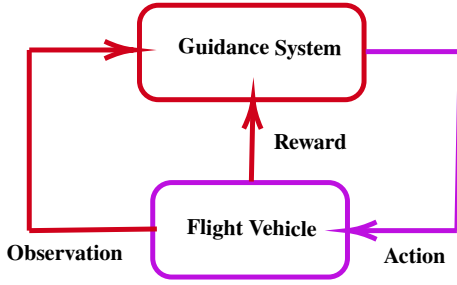 Guidance System
Reward
Flight Vehicle
Observation
Action